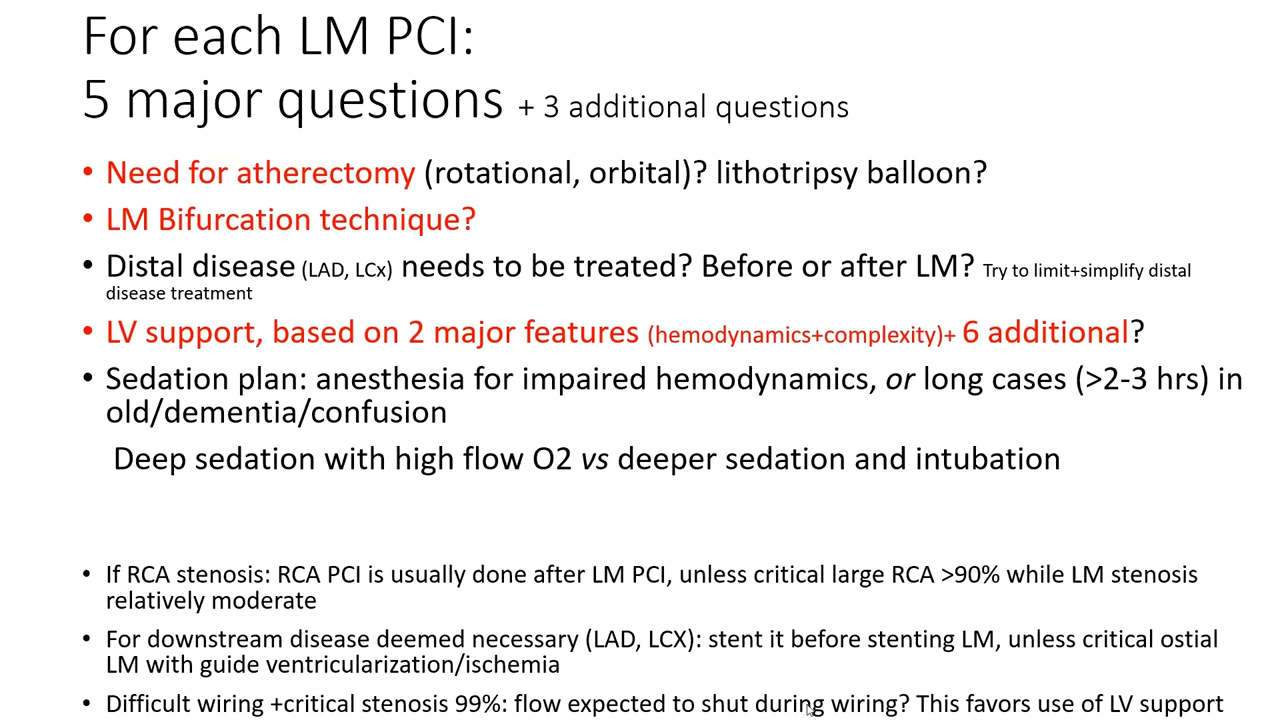 For each LM PCI:
5 major questions + 3 additional questions
• Need for atherectomy (rotational, orbital)? lithotripsy balloon?
• LM Bifurcation technique?
• Distal disease (LAD, LCx) needs to be treated? Before or after LM? Try to limit+simplify distal
disease treatment
• LV support, based on 2 major features (hemodynamics+complexity)+ 6 additional?
• Sedation plan: anesthesia for impaired hemodynamics, or long cases (>2-3 hrs) in
old/dementia/confusion
Deep sedation with high flow O2 vs deeper sedation and intubation
• If RCA stenosis: RCA PCI is usually done after LM PCI, unless critical large RCA >90% while LM stenosis
relatively moderate
• For downstream disease deemed necessary (LAD, LCX): stent it before stenting LM, unless critical ostial
LM with guide ventricularization/ischemia
• Difficult wiring +critical stenosis 99%: flow expected to shut during wiring? This favors use of LV support